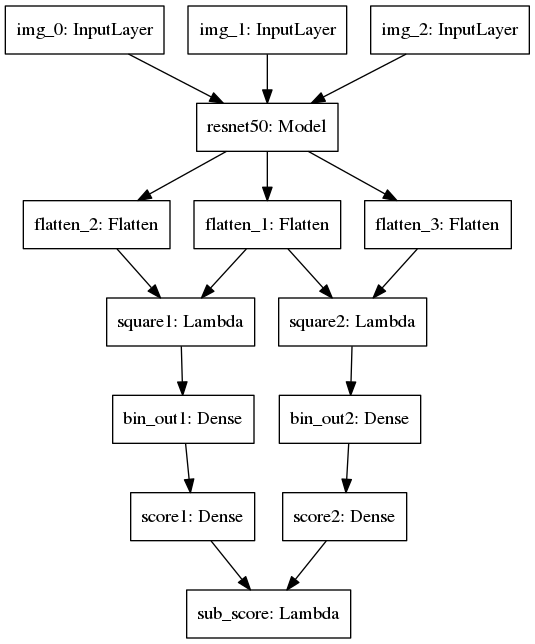 img_0: InputLayer
img_1: InputLayer
img_2: InputLayer
resnet50: Model
flatten_2: Flatten
flatten_1: Flatten
flatten_3: Flatten
square1: Lambda
square2: Lambda
bin_out1: Dense
bin_out2: Dense
score1: Dense
score2: Dense
sub_score: Lambda